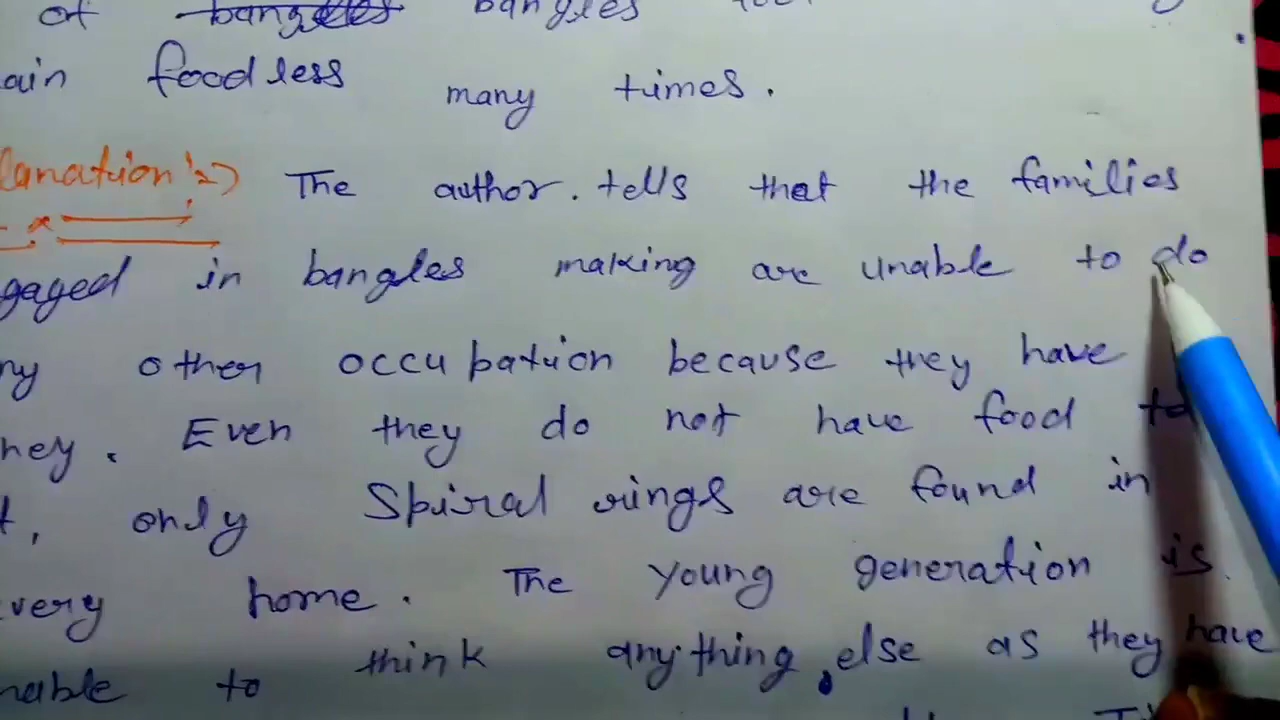 of bangles bangles
ain foodless many times.
lanation :-> The author. tells that the families
gaged in bangles making are unable to do
ny other occupation because they have
ney. Even they do not have food to
t, only Spiral rings are found in
very home. The young generation is
nable to think anything, else as they have